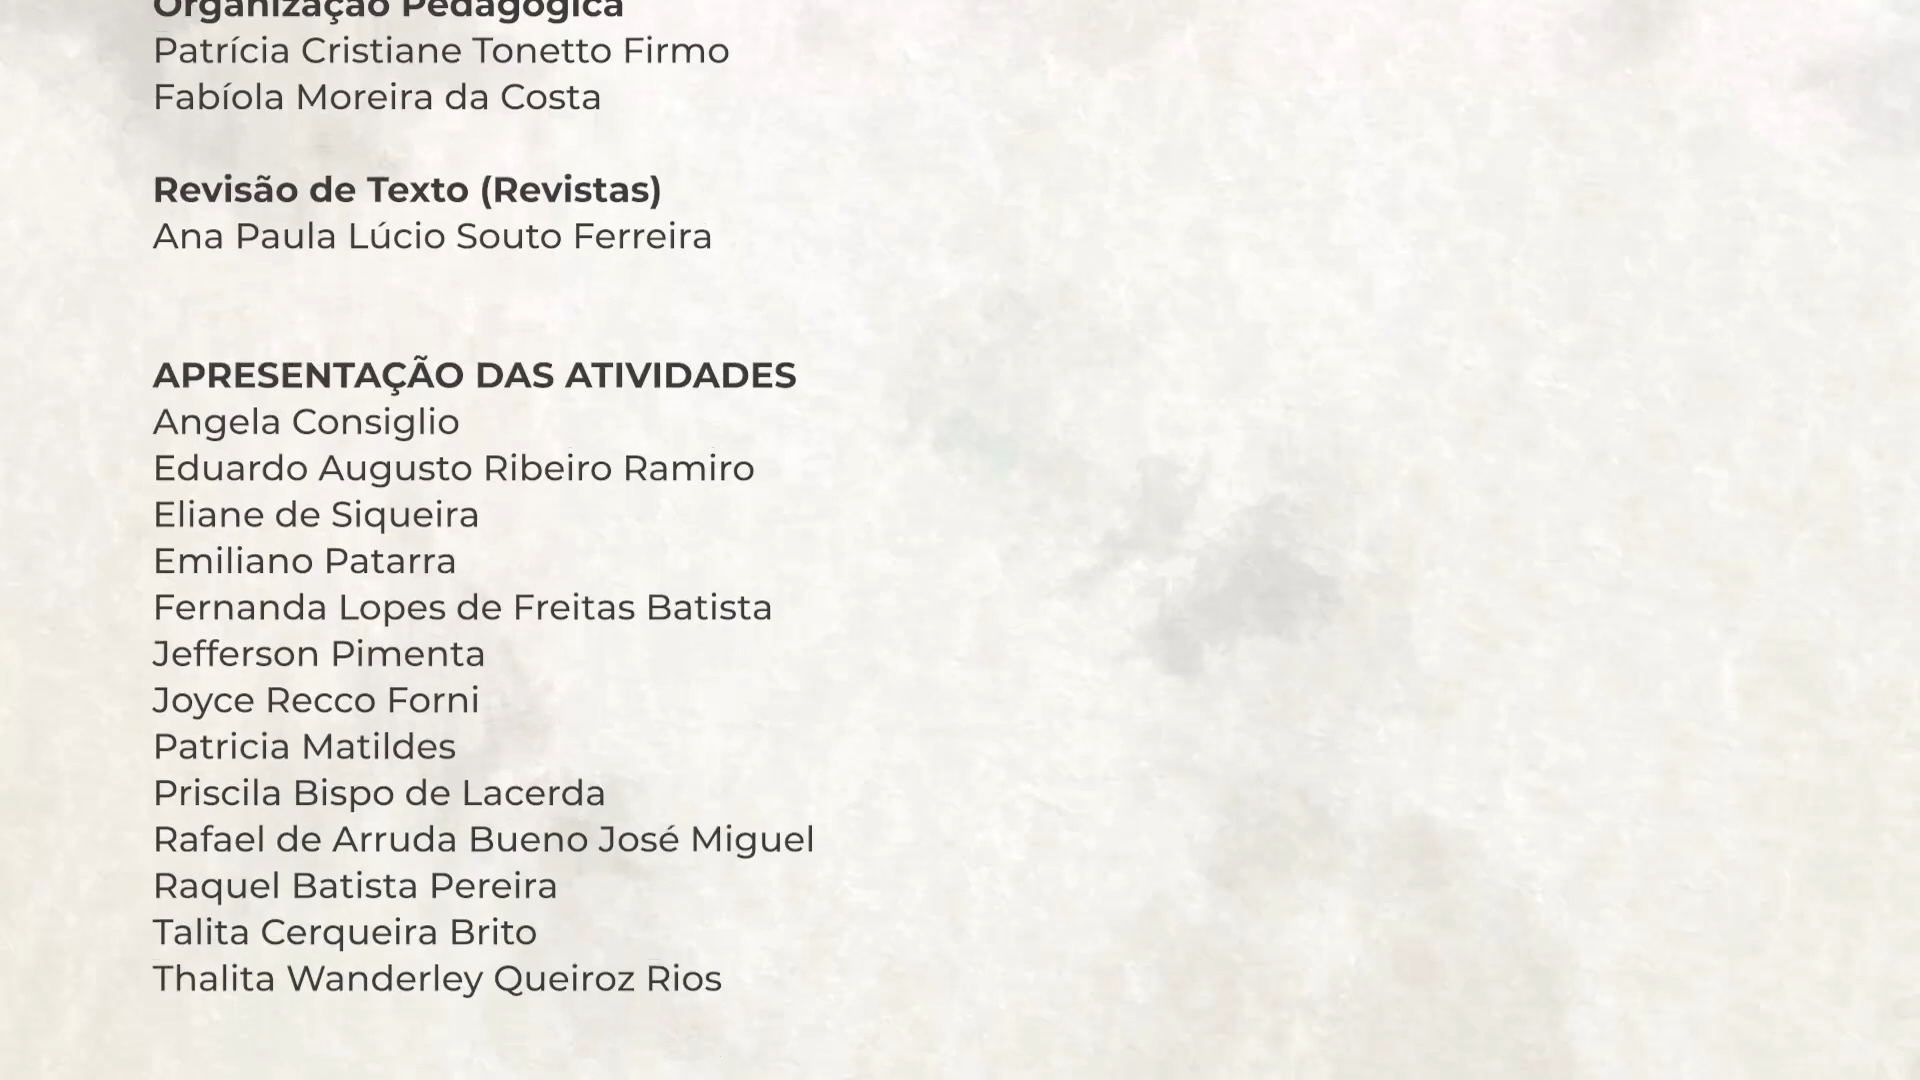 Organização Pedagógica
Patrícia Cristiane Tonetto Firmo
Fabíola Moreira da Costa
Revisão de Texto (Revistas)
Ana Paula Lúcio Souto Ferreira
APRESENTAÇÃO DAS ATIVIDADES
Angela Consiglio
Eduardo Augusto Ribeiro Ramiro
Eliane de Siqueira
Emiliano Patarra
Fernanda Lopes de Freitas Batista
Jefferson Pimenta
Joyce Recco Forni
Patricia Matildes
Priscila Bispo de Lacerda
Rafael de Arruda Bueno José Miguel
Raquel Batista Pereira
Talita Cerqueira Brito
Thalita Wanderley Queiroz Rios